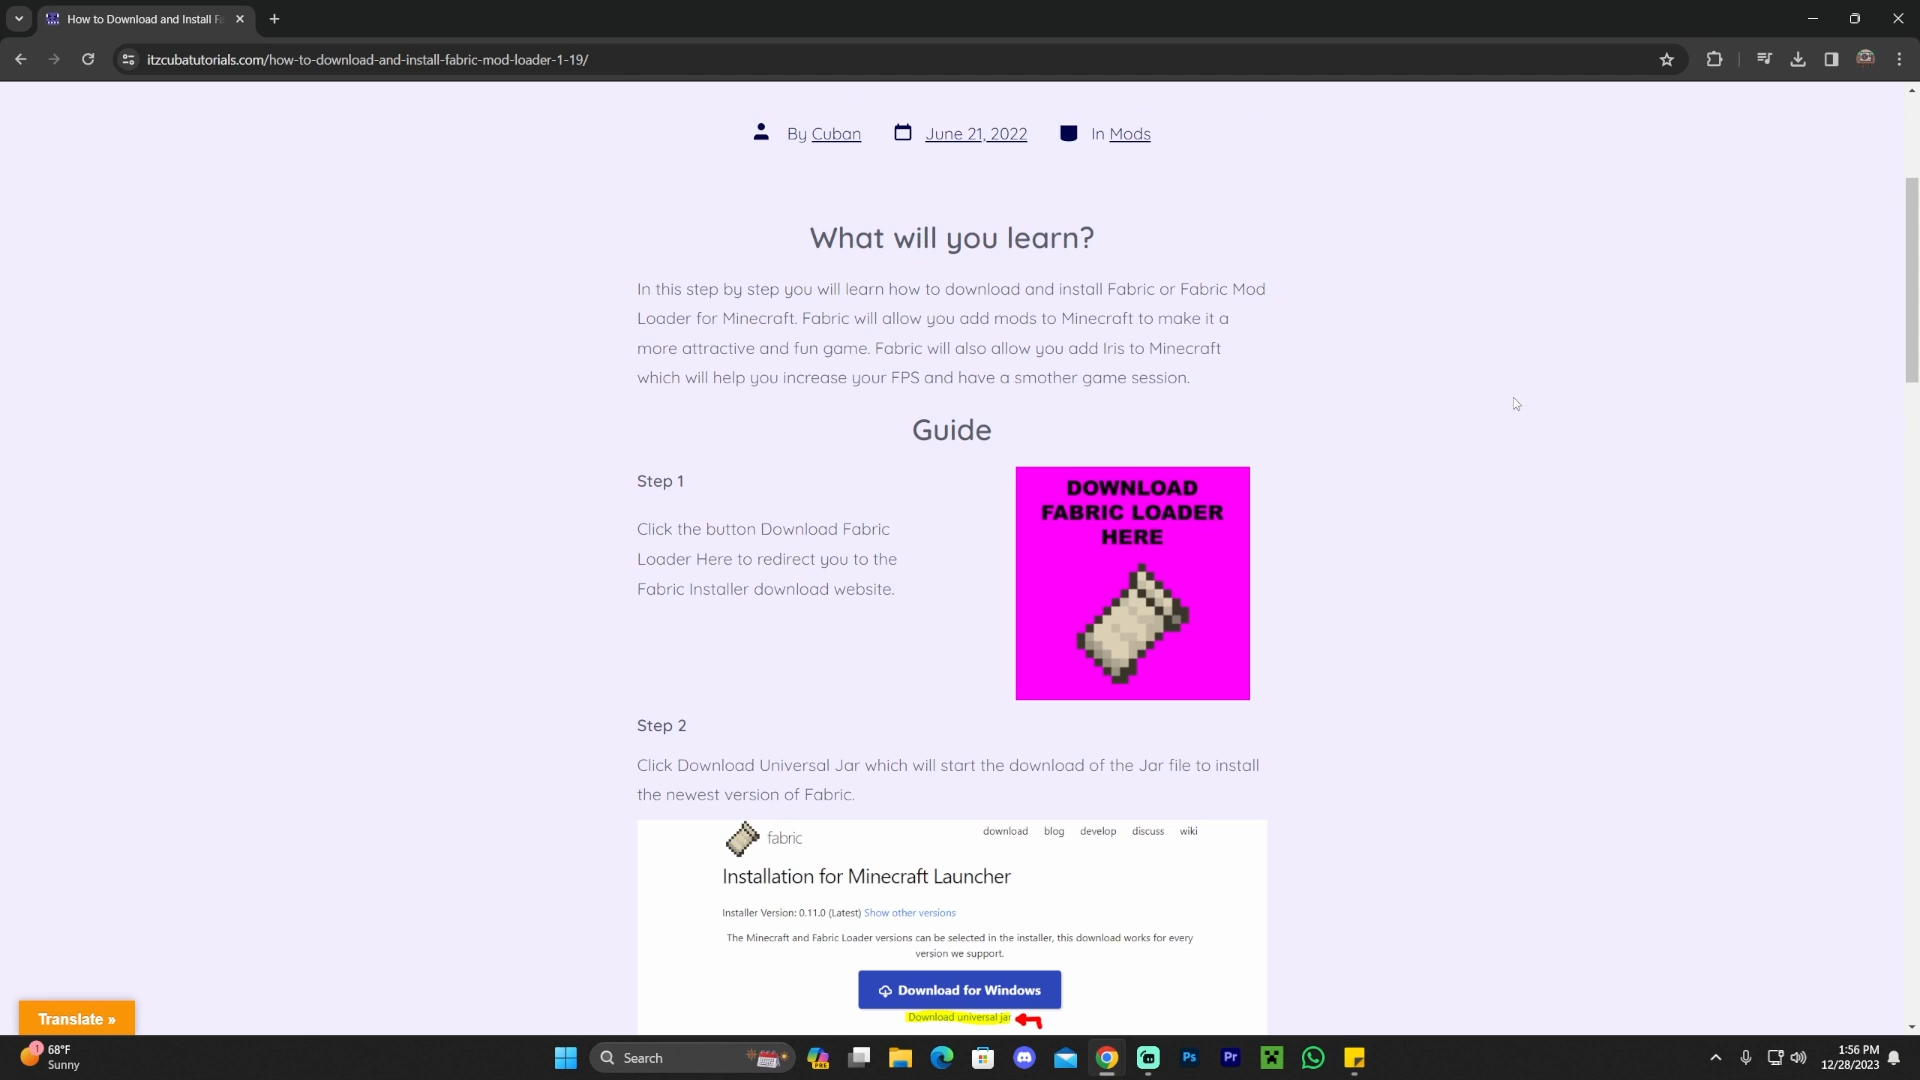 How to Download and Install Fa
itzcubatutorials.com/how-to-download-and-install-fabric-mod-loader-1-19/
By Cuban June 21, 2022 In Mods
What will you learn?
In this step by step you will learn how to download and install Fabric or Fabric Mod
Loader for Minecraft. Fabric will allow you add mods to Minecraft to make it a
more attractive and fun game. Fabric will also allow you add Iris to Minecraft
which will help you increase your FPS and have a smother game session.
Guide
Step 1
Click the button Download Fabric
Loader Here to redirect you to the
Fabric Installer download website.
DOWNLOAD
FABRIC LOADER
HERE
Step 2
Click Download Universal Jar which will start the download of the Jar file to install
the newest version of Fabric.
fabric
download blog develop discuss wiki
Installation for Minecraft Launcher
Installer Version: 0.11.0 (Latest) Show other versions
The Minecraft and Fabric Loader versions can be selected in the installer, this download works for every
version we support.
Download for Windows
Download universal jar
Translate »
1
68°F
Sunny
Search
PRE
Ps
Pr
1:56 PM
12/28/2023